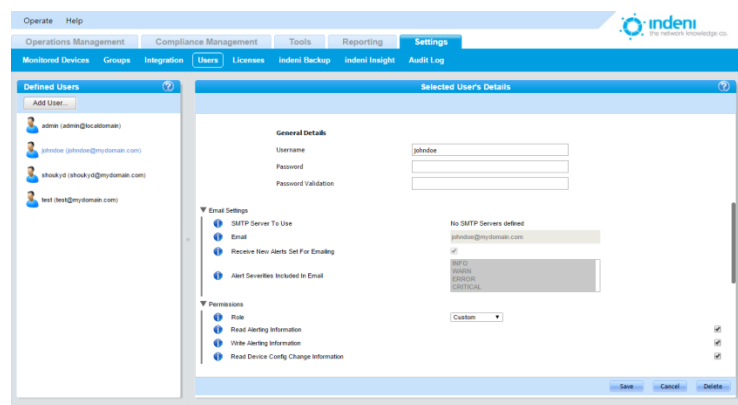 Operate Help
indeni
the network knowledge co.
Operations Management Compliance Management Tools Reporting Settings
Monitored Devices Groups Integration Users Licenses indeni Backup indeni Insight Audit Log
Defined Users ?
Selected User's Details ?
Add User...
admin (admin@localdomain)
johndoe (johndoe@mydomain.com)
shoukyd (shoukyd@mydomain.com)
test (test@mydomain.com)
General Details
Username johndoe
Password
Password Validation
Email Settings
SMTP Server To Use No SMTP Servers defined
Email johndoe@mydomain.com
Receive New Alerts Set For Emailing
Alert Severities Included In Email
INFO
WARN
ERROR
CRITICAL
Permissions
Role Custom
Read Alerting Information
Write Alerting Information
Read Device Config Change Information
Save Cancel Delete